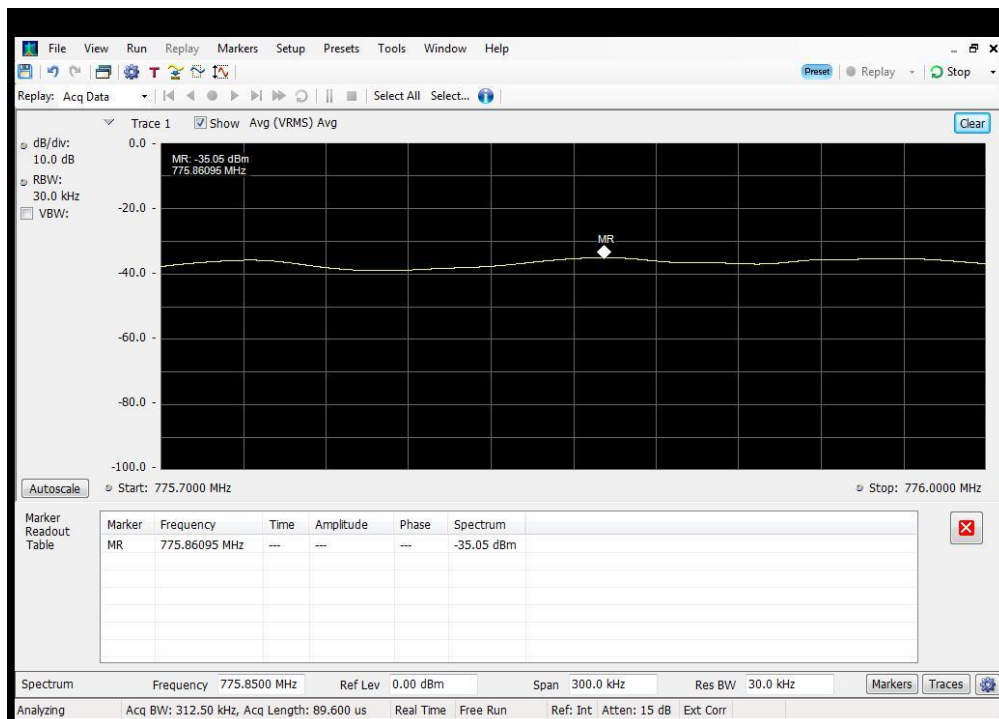 File View Run Replay Markers Setup Presets Tools Window Help
Preset Replay Stop
Replay: Acq Data Select All Select...
Trace 1 Show Avg (VRMS) Avg Clear
dB/div:
10.0 dB
RBW:
30.0 kHz
VBW:
0.0
MR: -35.05 dBm
775.86095 MHz
-20.0
MR
-40.0
-60.0
-80.0
-100.0
Autoscale Start: 775.7000 MHz Stop: 776.0000 MHz
Marker
Readout
Table
Marker Frequency Time Amplitude Phase Spectrum
MR 775.86095 MHz --- --- --- -35.05 dBm
Spectrum Frequency 775.8500 MHz Ref Lev 0.00 dBm Span 300.0 kHz Res BW 30.0 kHz Markers Traces
Analyzing Acq BW: 312.50 kHz, Acq Length: 89.600 us Real Time Free Run Ref: Int Atten: 15 dB Ext Corr